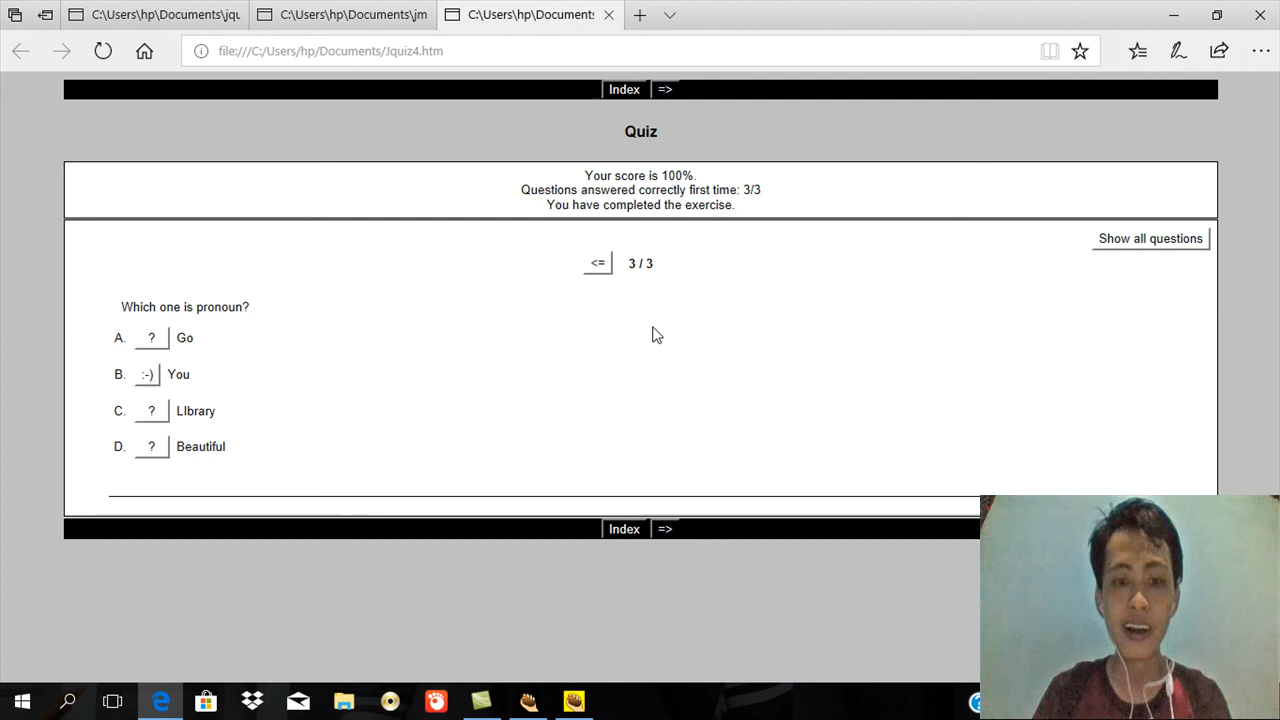 C:\Users\hp\Documents\jqu
C:\Users\hp\Documents\jm
C:\Users\hp\Documents
file:///C:/Users/hp/Documents/Jquiz4.htm
Index =>
Quiz
Your score is 100%.
Questions answered correctly first time: 3/3
You have completed the exercise.
Show all questions
<= 3 / 3
Which one is pronoun?
A. ? Go
B. :-) You
C. ? LIbrary
D. ? Beautiful
Index =>